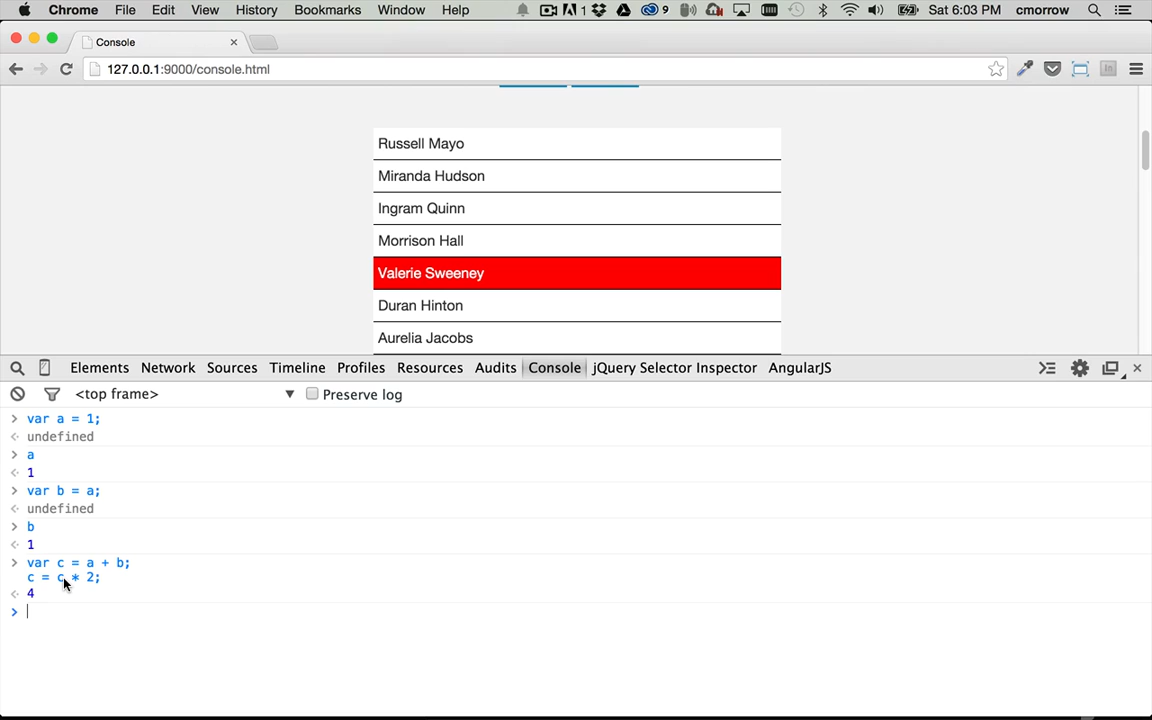 Chrome File Edit View History Bookmarks Window Help 1 9 Sat 6:03 PM cmorrow
Console ×
127.0.0.1:9000/console.html
Russell Mayo
Miranda Hudson
Ingram Quinn
Morrison Hall
Valerie Sweeney
Duran Hinton
Aurelia Jacobs
Elements Network Sources Timeline Profiles Resources Audits Console jQuery Selector Inspector AngularJS
<top frame> ▼ Preserve log
> var a = 1;
undefined
> a
1
> var b = a;
undefined
> b
1
> var c = a + b;
c = c * 2;
4
>